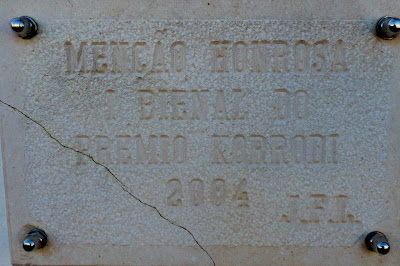 MENÇÃO HONROSA
I BIENAL DO
PREMIO KORRODI
2004 J.F.L.